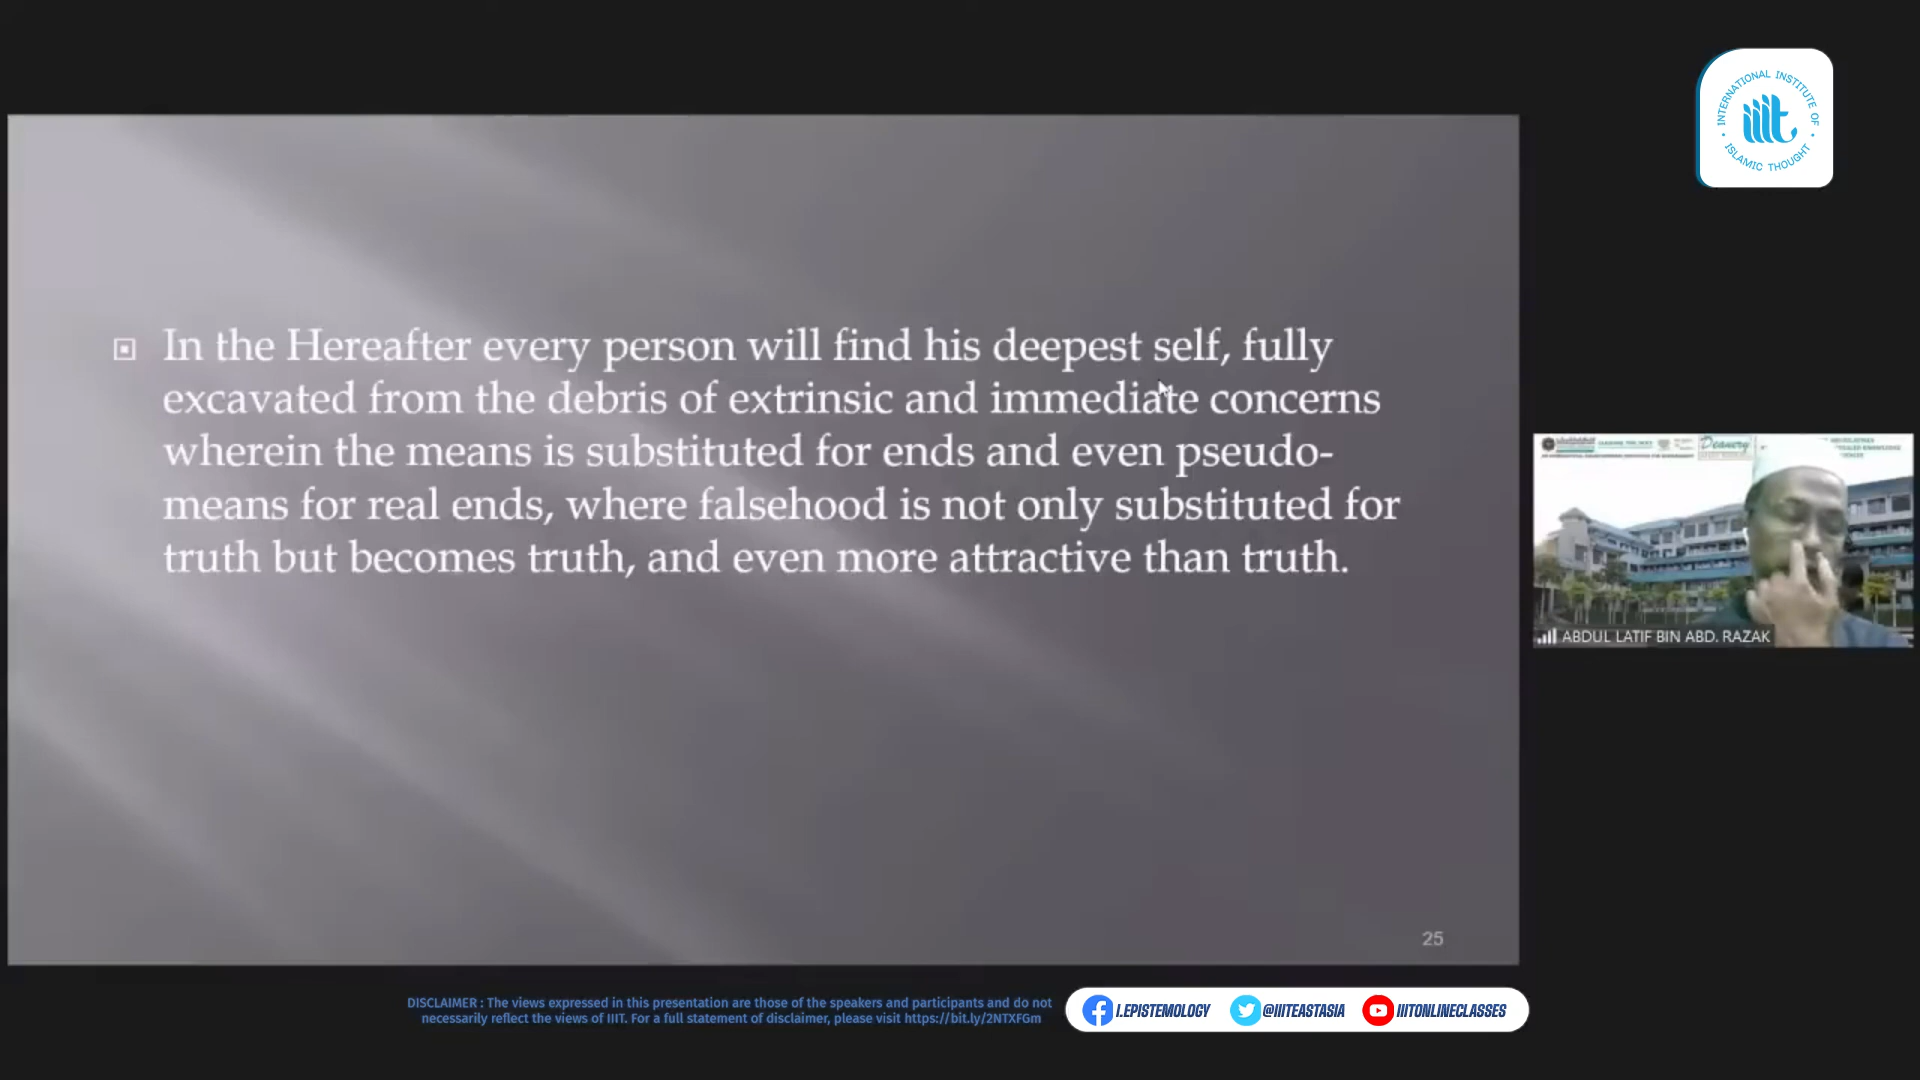 INTERNATIONAL INSTITUTE OF
ISLAMIC THOUGHT
iiit
In the Hereafter every person will find his deepest self, fully
excavated from the debris of extrinsic and immediate concerns
wherein the means is substituted for ends and even pseudo-
means for real ends, where falsehood is not only substituted for
truth but becomes truth, and even more attractive than truth.
25
Deanery
ABDUL LATIF BIN ABD. RAZAK
DISCLAIMER : The views expressed in this presentation are those of the speakers and participants and do not
necessarily reflect the views of IIIT. For a full statement of disclaimer, please visit https://bit.ly/2NTXFGm
I.EPISTEMOLOGY
@IIITEASTASIA
IIITONLINECLASSES